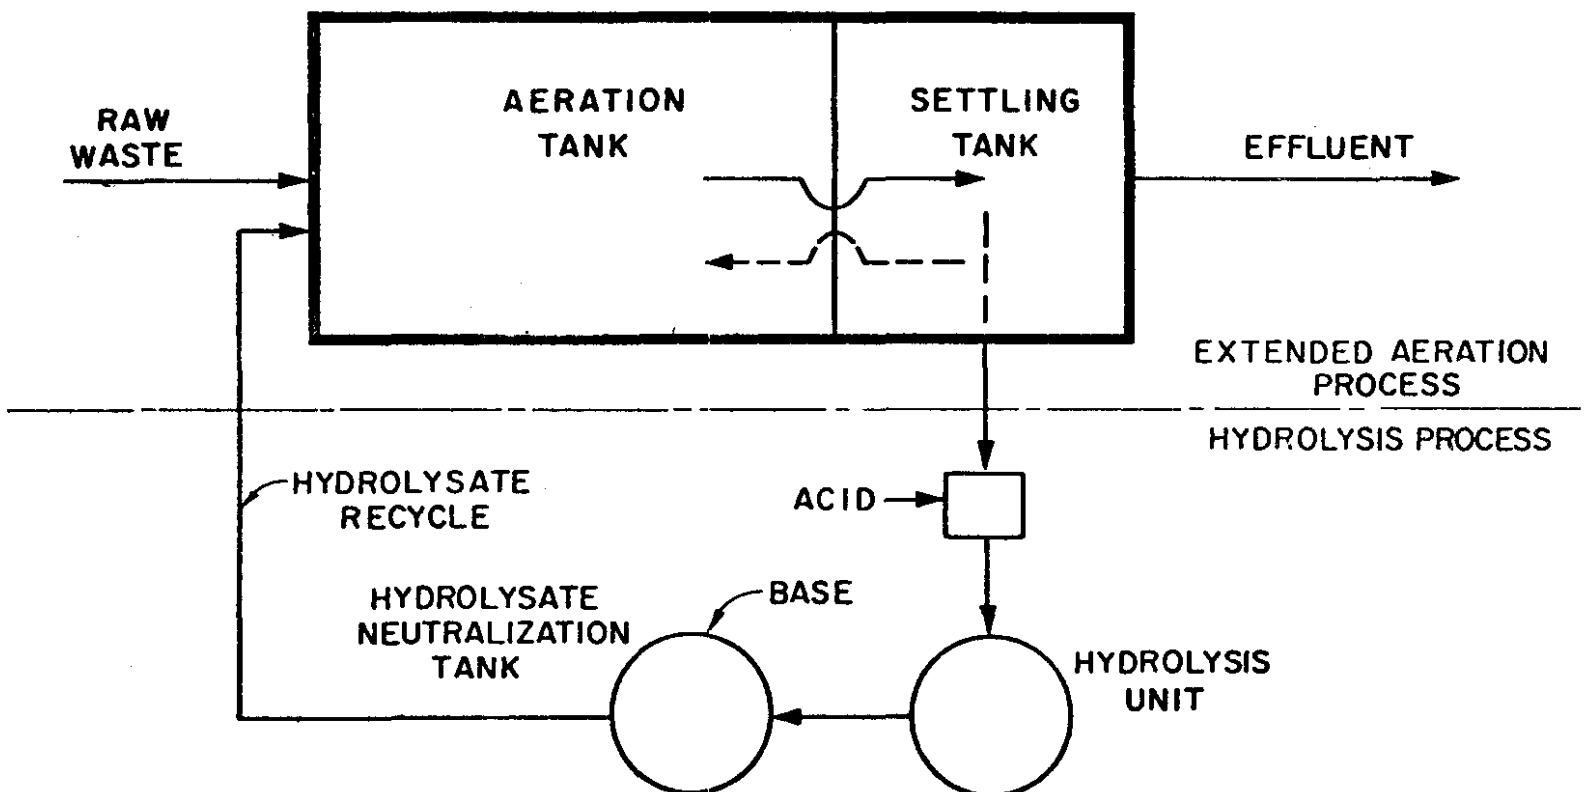 RAW
WASTE
AERATION
TANK
SETTLING
TANK
EFFLUENT
EXTENDED AERATION
PROCESS
HYDROLYSIS PROCESS
HYDROLYSATE
RECYCLE
ACID
HYDROLYSATE
NEUTRALIZATION
TANK
BASE
HYDROLYSIS
UNIT